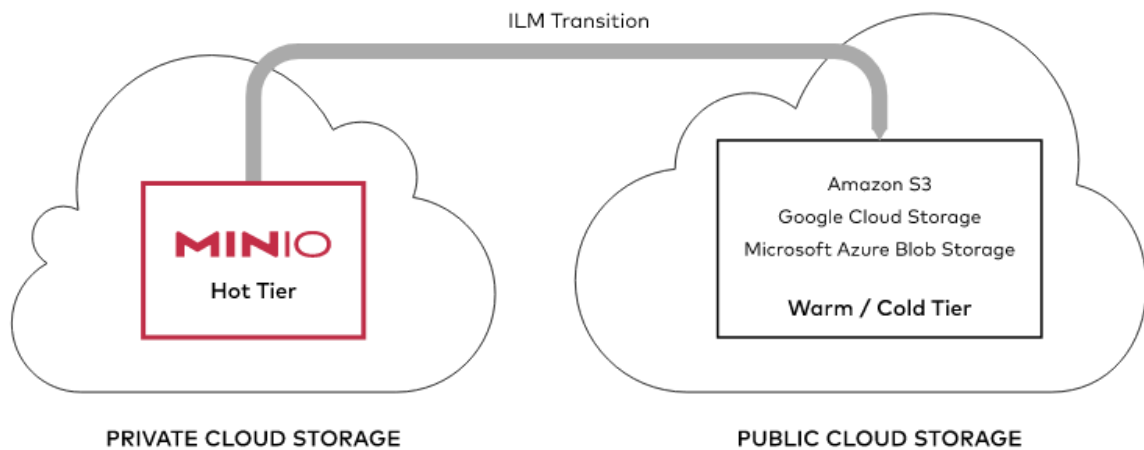 ILM Transition
MINIO
Hot Tier
Amazon S3
Google Cloud Storage
Microsoft Azure Blob Storage
Warm / Cold Tier
PRIVATE CLOUD STORAGE
PUBLIC CLOUD STORAGE